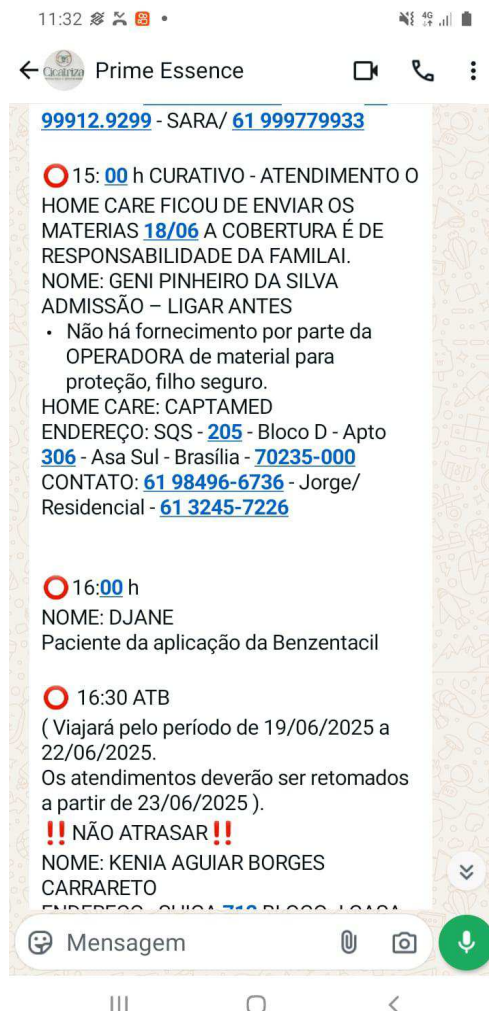 11:32
4G
Cicatriza
Prime Essence
99912.9299 - SARA/ 61 999779933
⭕15: 00 h CURATIVO - ATENDIMENTO O
HOME CARE FICOU DE ENVIAR OS
MATERIAS 18/06 A COBERTURA É DE
RESPONSABILIDADE DA FAMILAI.
NOME: GENI PINHEIRO DA SILVA
ADMISSÃO – LIGAR ANTES
• Não há fornecimento por parte da
OPERADORA de material para
proteção, filho seguro.
HOME CARE: CAPTAMED
ENDEREÇO: SQS - 205 - Bloco D - Apto
306 - Asa Sul - Brasília - 70235-000
CONTATO: 61 98496-6736 - Jorge/
Residencial - 61 3245-7226
⭕16:00 h
NOME: DJANE
Paciente da aplicação da Benzentacil
⭕ 16:30 ATB
( Viajará pelo período de 19/06/2025 a
22/06/2025.
Os atendimentos deverão ser retomados
a partir de 23/06/2025 ).
‼️NÃO ATRASAR‼️
NOME: KENIA AGUIAR BORGES
CARRARETO
Mensagem